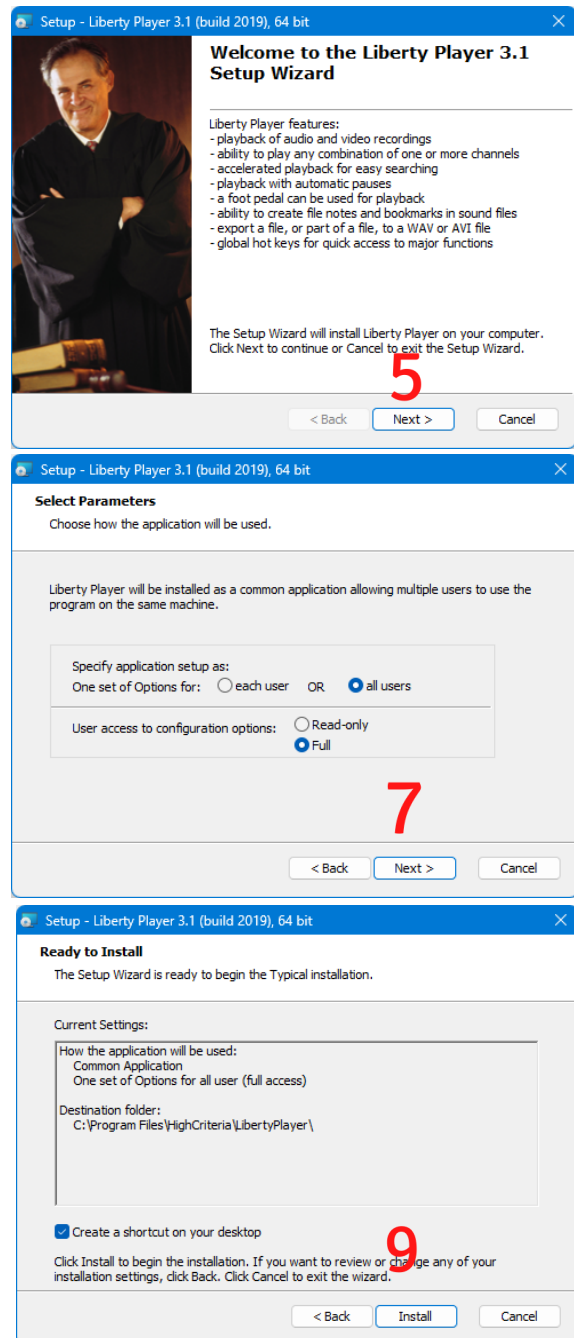 Setup - Liberty Player 3.1 (build 2019), 64 bit
Welcome to the Liberty Player 3.1
Setup Wizard
Liberty Player features:
- playback of audio and video recordings
- ability to play any combination of one or more channels
- accelerated playback for easy searching
- playback with automatic pauses
- a foot pedal can be used for playback
- ability to create file notes and bookmarks in sound files
- export a file, or part of a file, to a WAV or AVI file
- global hot keys for quick access to major functions
The Setup Wizard will install Liberty Player on your computer.
Click Next to continue or Cancel to exit the Setup Wizard.
5
< Back Next > Cancel
Setup - Liberty Player 3.1 (build 2019), 64 bit
Select Parameters
Choose how the application will be used.
Liberty Player will be installed as a common application allowing multiple users to use the
program on the same machine.
Specify application setup as:
One set of Options for: each user OR all users
User access to configuration options: Read-only
Full
7
< Back Next > Cancel
Setup - Liberty Player 3.1 (build 2019), 64 bit
Ready to Install
The Setup Wizard is ready to begin the Typical installation.
Current Settings:
How the application will be used:
Common Application
One set of Options for all user (full access)
Destination folder:
C:\Program Files\HighCriteria\LibertyPlayer\
Create a shortcut on your desktop
9
Click Install to begin the installation. If you want to review or change any of your
installation settings, click Back. Click Cancel to exit the wizard.
< Back Install Cancel